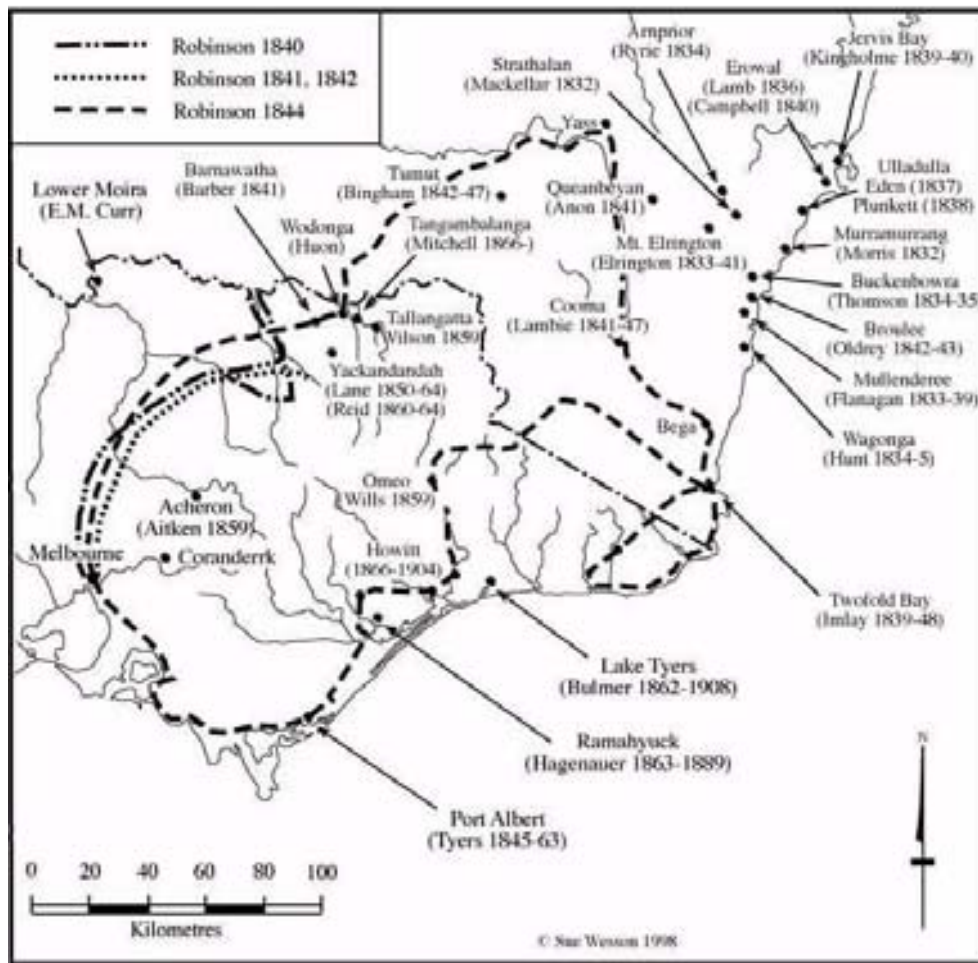 Robinson 1840
Robinson 1841, 1842
Robinson 1844
Arnprior
(Ryrie 1834)
Jervis Bay
(Kingholme 1839-40)
Strathalan
(Mackellar 1832)
Erowal
(Lamb 1836)
(Campbell 1840)
Yass
Barnawatha
(Barber 1841)
Tumut
(Bingham 1842-47)
Queanbeyan
(Anon 1841)
Ulladulla
Eden (1837)
Plunkett (1838)
Lower Moira
(E.M. Curr)
Wodonga
(Huon)
Tangambalanga
(Mitchell 1866-)
Mt. Elrington
(Elrington 1833-41)
Murramurrang
(Morris 1832)
Buckenbowra
(Thomson 1834-35)
Cooma
(Lambie 1841-47)
Tallangatta
(Wilson 1859)
Broulee
(Oldrey 1842-43)
Yackandandah
(Lane 1850-64)
(Reid 1860-64)
Mullenderee
(Flanagan 1833-39)
Bega
Wagonga
(Hunt 1834-5)
Omeo
(Wills 1859)
Acheron
(Aitken 1859)
Melbourne
Coranderrk
Howitt
(1866-1904)
Twofold Bay
(Imlay 1839-48)
Lake Tyers
(Bulmer 1862-1908)
Ramahyuck
(Hagenauer 1863-1889)
N
Port Albert
(Tyers 1845-63)
0 20 40 60 80 100
Kilometres
© Sue Wesson 1998